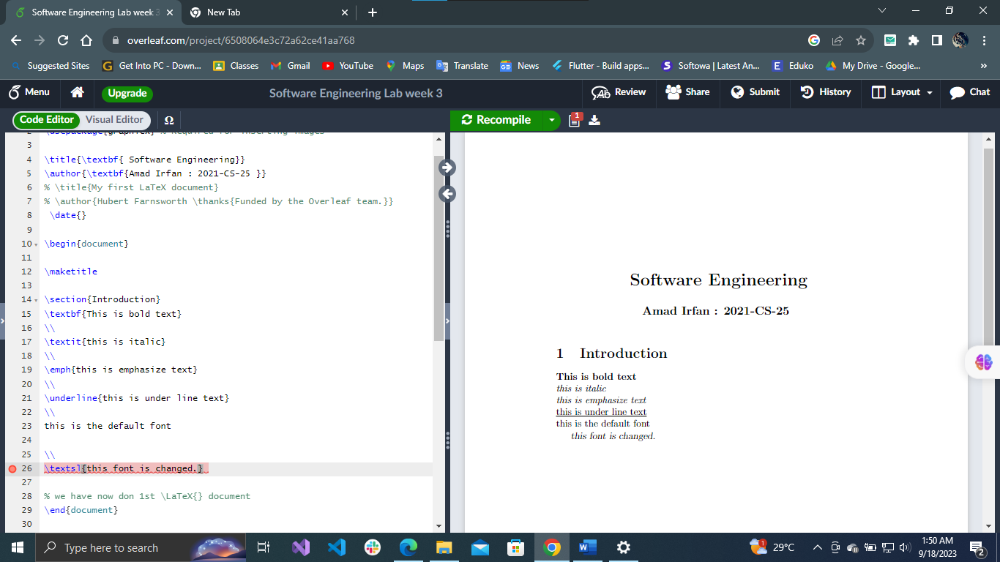 Software Engineering Lab week 3
New Tab
overleaf.com/project/6508064e3c72a62ce41aa768
Suggested Sites
Get Into PC - Down...
Classes
Gmail
YouTube
Maps
Translate
News
Flutter - Build apps...
Softowa | Latest An...
Eduko
My Drive - Google...
»
Menu
Upgrade
Software Engineering Lab week 3
Review
Share
Submit
History
Layout
Chat
Code Editor
Visual Editor
Ω
Recompile
1
2 \usepackage{graphicx} % Required for inserting images
3
4 \title{\textbf{ Software Engineering}}
5 \author{\textbf{Amad Irfan : 2021-CS-25 }}
6 % \title{My first LaTeX document}
7 % \author{Hubert Farnsworth \thanks{Funded by the Overleaf team.}}
8 \date{}
9
10 \begin{document}
11
12 \maketitle
13
14 \section{Introduction}
15 \textbf{This is bold text}
16 \\
17 \textit{this is italic}
18 \\
19 \emph{this is emphasize text}
20 \\
21 \underline{this is under line text}
22 \\
23 this is the default font
24
25 \\
26 \textsl{this font is changed.}
27
28 % we have now don 1st \LaTeX{} document
29 \end{document}
30
Software Engineering
Amad Irfan : 2021-CS-25
1 Introduction
This is bold text
this is italic
this is emphasize text
this is under line text
this is the default font
this font is changed.
Type here to search
1
29°C
1:50 AM
9/18/2023
2